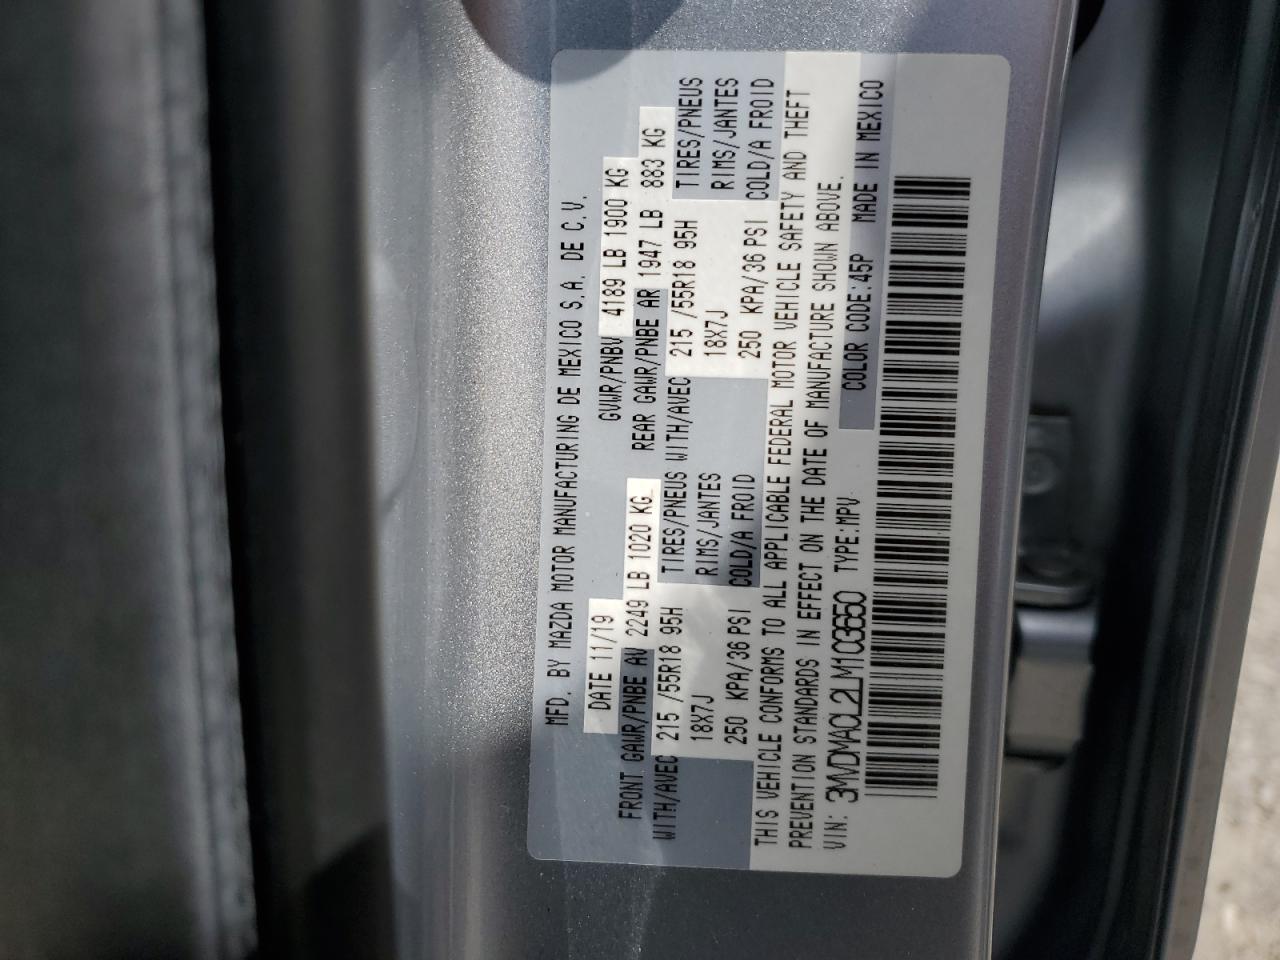 MFD. BY MAZDA MOTOR MANUFACTURING DE MEXICO S.A. DE C.V.
DATE 11/19 GVWR/PNBV 4189 LB 1900 KG
FRONT GAWR/PNBE AV 2249 LB 1020 KG REAR GAWR/PNBE AR 1947 LB 883 KG
WITH/AVEC 215 /55R18 95H TIRES/PNEUS WITH/AVEC 215 /55R18 95H TIRES/PNEUS
18X7J RIMS/JANTES 18X7J RIMS/JANTES
250 KPA/36 PSI COLD/A FROID 250 KPA/36 PSI COLD/A FROID
THIS VEHICLE CONFORMS TO ALL APPLICABLE FEDERAL MOTOR VEHICLE SAFETY AND THEFT
PREVENTION STANDARDS IN EFFECT ON THE DATE OF MANUFACTURE SHOWN ABOVE.
VIN: 3MVDMACL2LM103650 TYPE:MPV COLOR CODE:45P MADE IN MEXICO